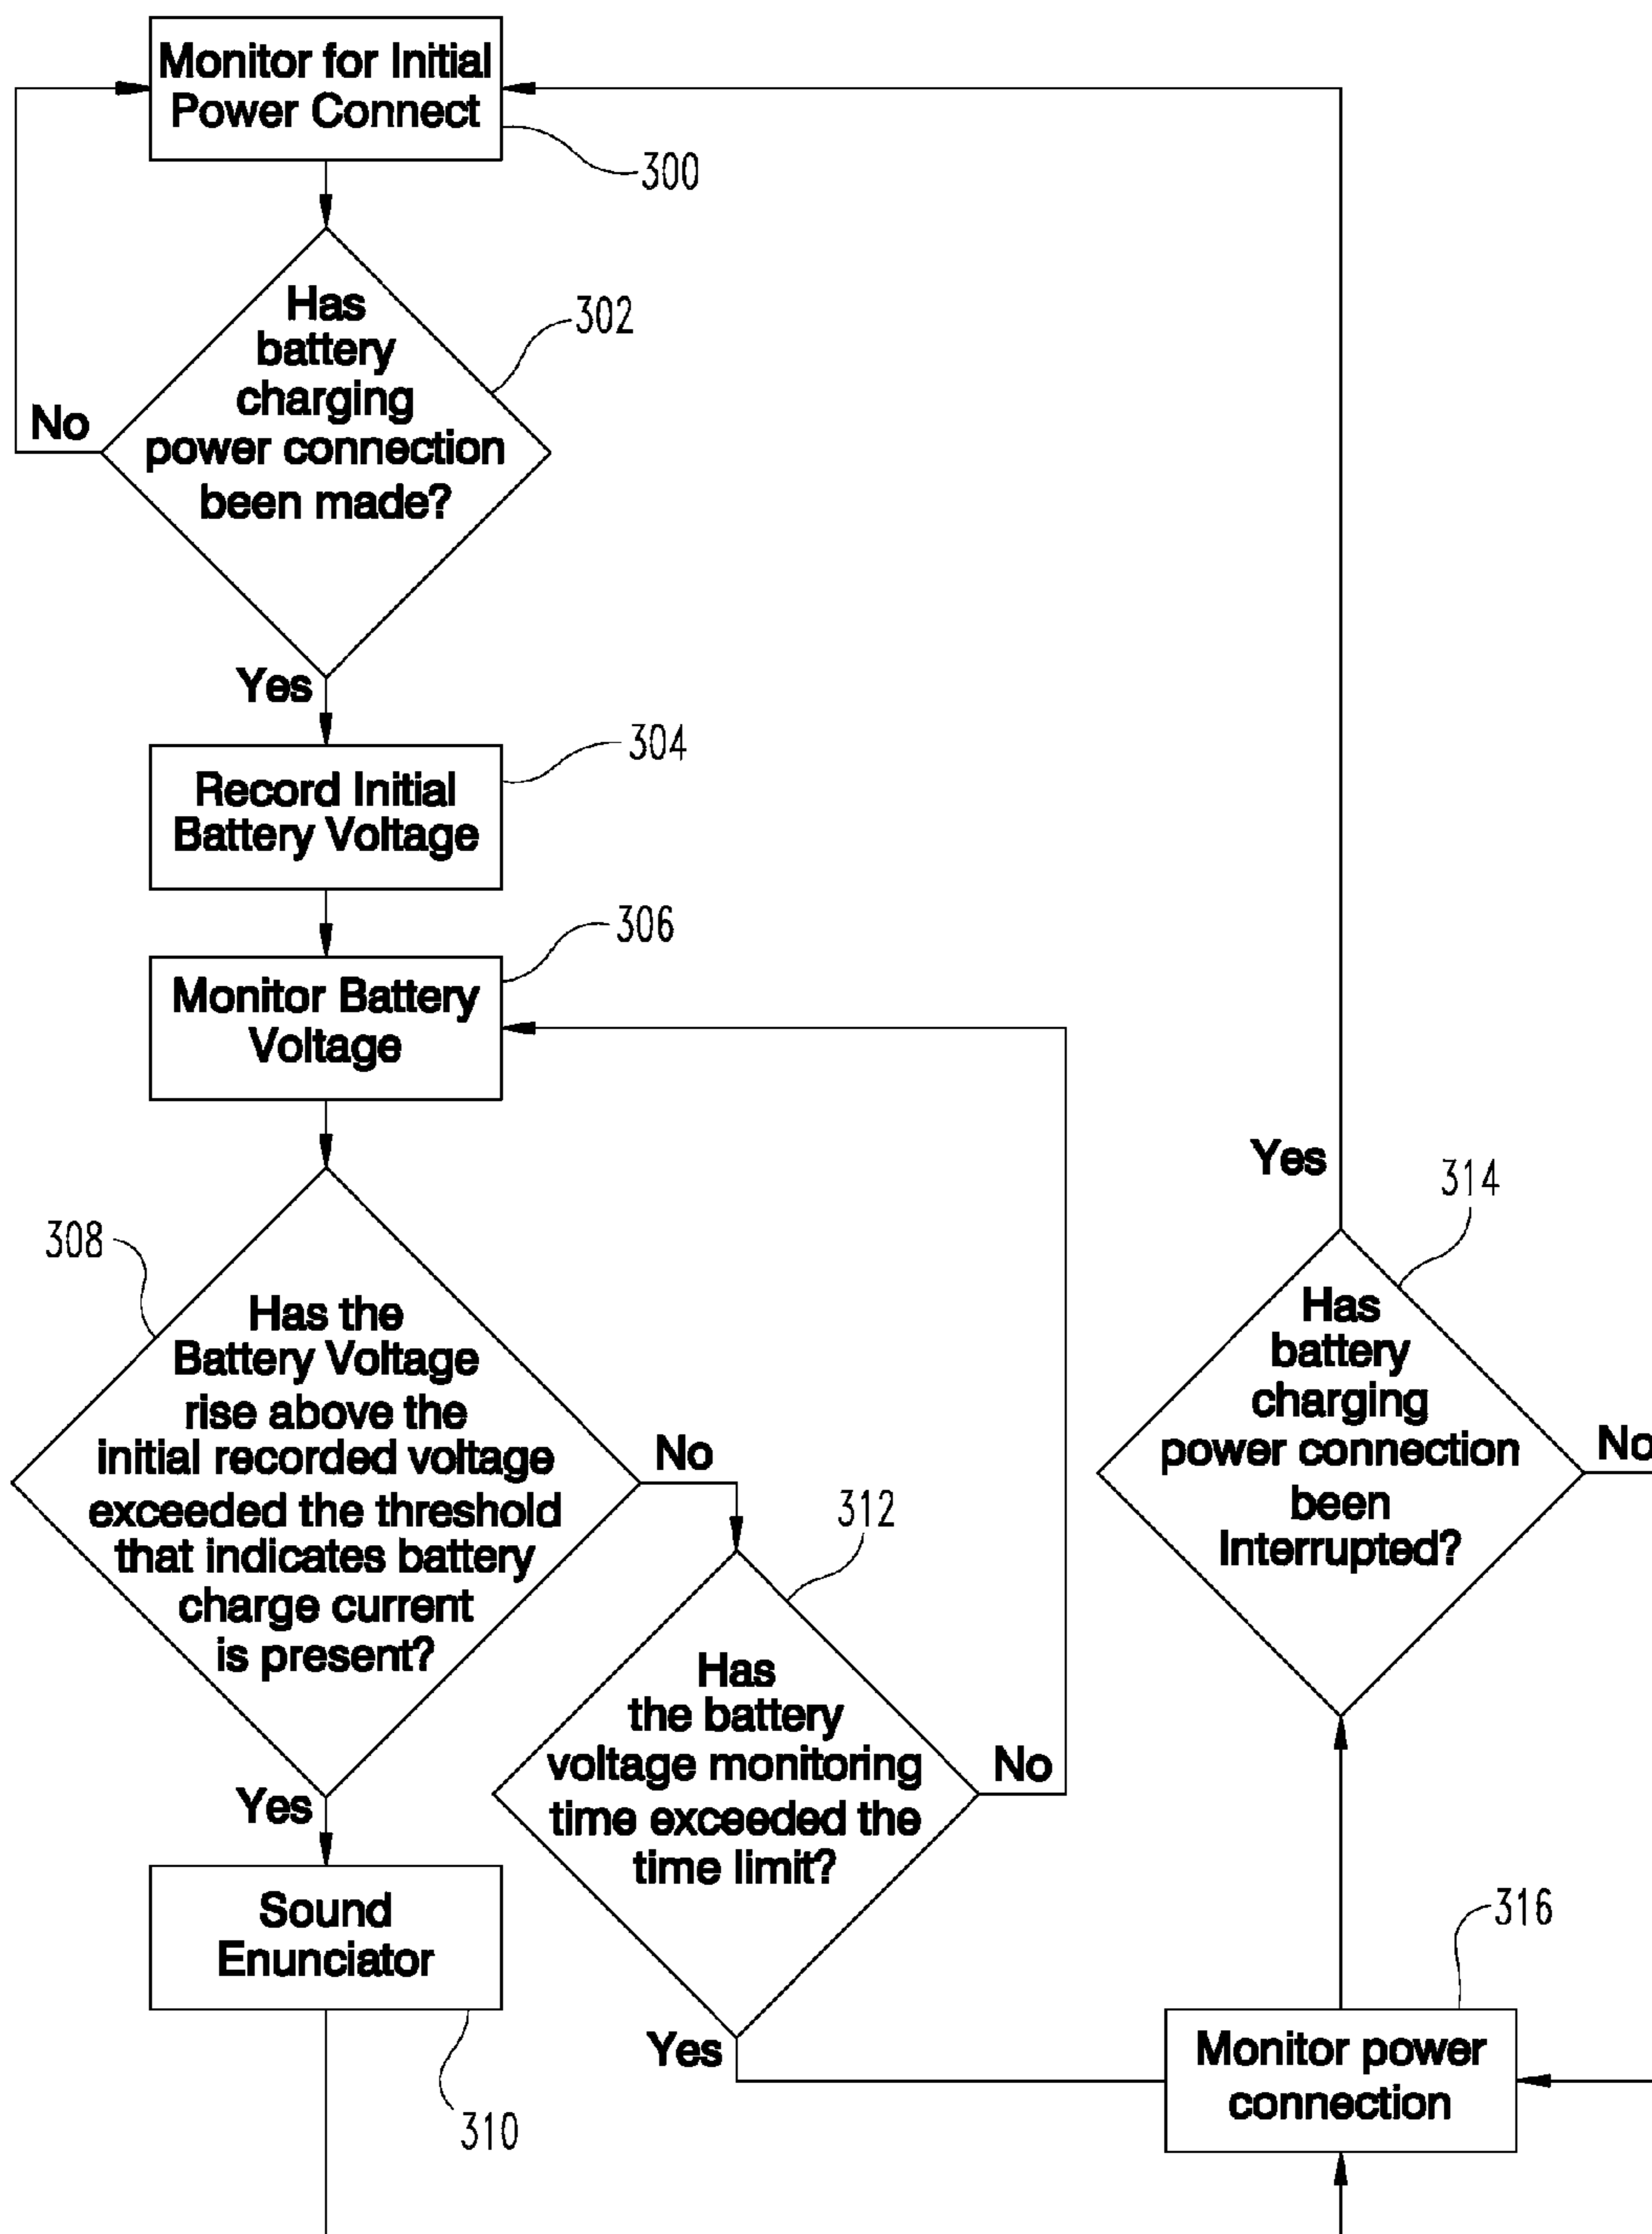 Monitor for Initial
Power Connect
300
Has
battery
charging
power connection
been made?
302
No
Yes
Record Initial
Battery Voltage
304
Monitor Battery
Voltage
306
308
Has the
Battery Voltage
rise above the
initial recorded voltage
exceeded the threshold
that indicates battery
charge current
is present?
No
Yes
312
Has
the battery
voltage monitoring
time exceeded the
time limit?
No
Yes
Sound
Enunciator
310
Yes
314
Has
battery
charging
power connection
been
Interrupted?
No
316
Monitor power
connection